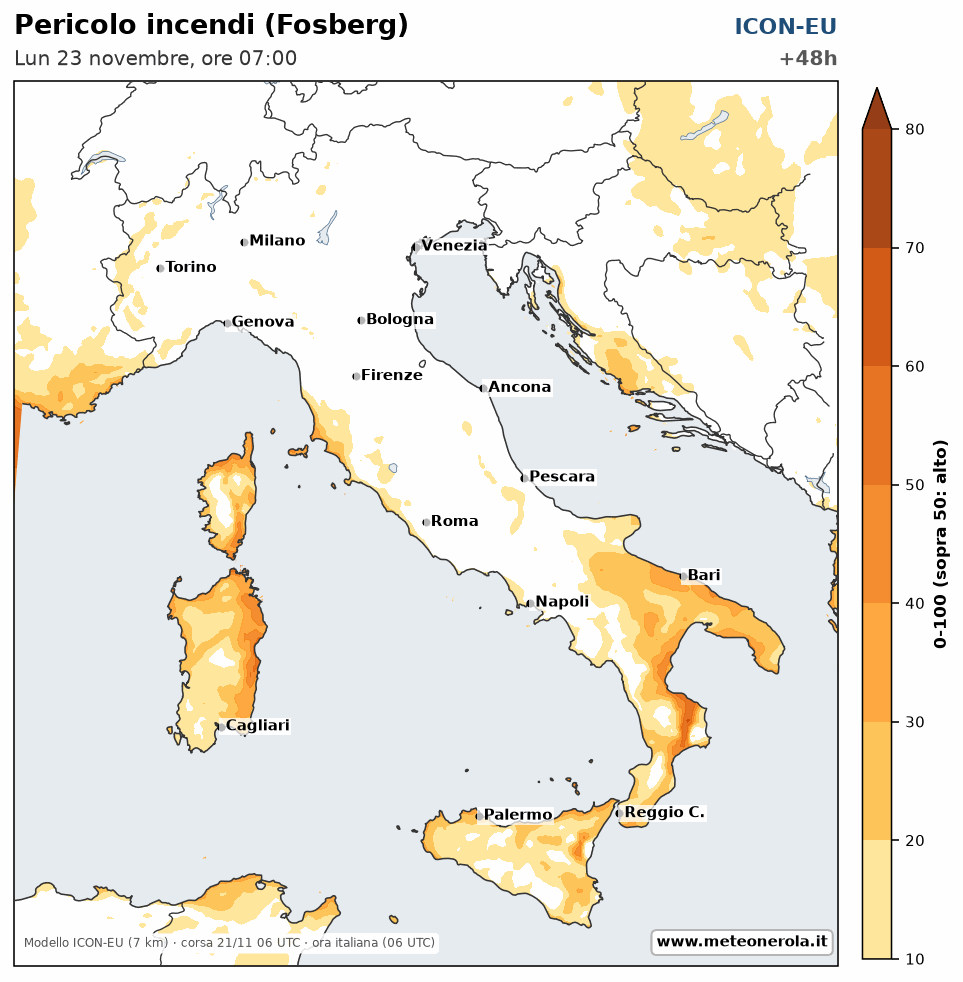 Pericolo incendi (Fosberg)
ICON-EU
Lun 23 novembre, ore 07:00
+48h
80
70
60
50
40
30
20
10
0-100 (sopra 50: alto)
Milano
Venezia
Torino
Genova
Bologna
Firenze
Ancona
Pescara
Roma
Bari
Napoli
Cagliari
Palermo
Reggio C.
Modello ICON-EU (7 km) · corsa 21/11 06 UTC · ora italiana (06 UTC)
www.meteonerola.it